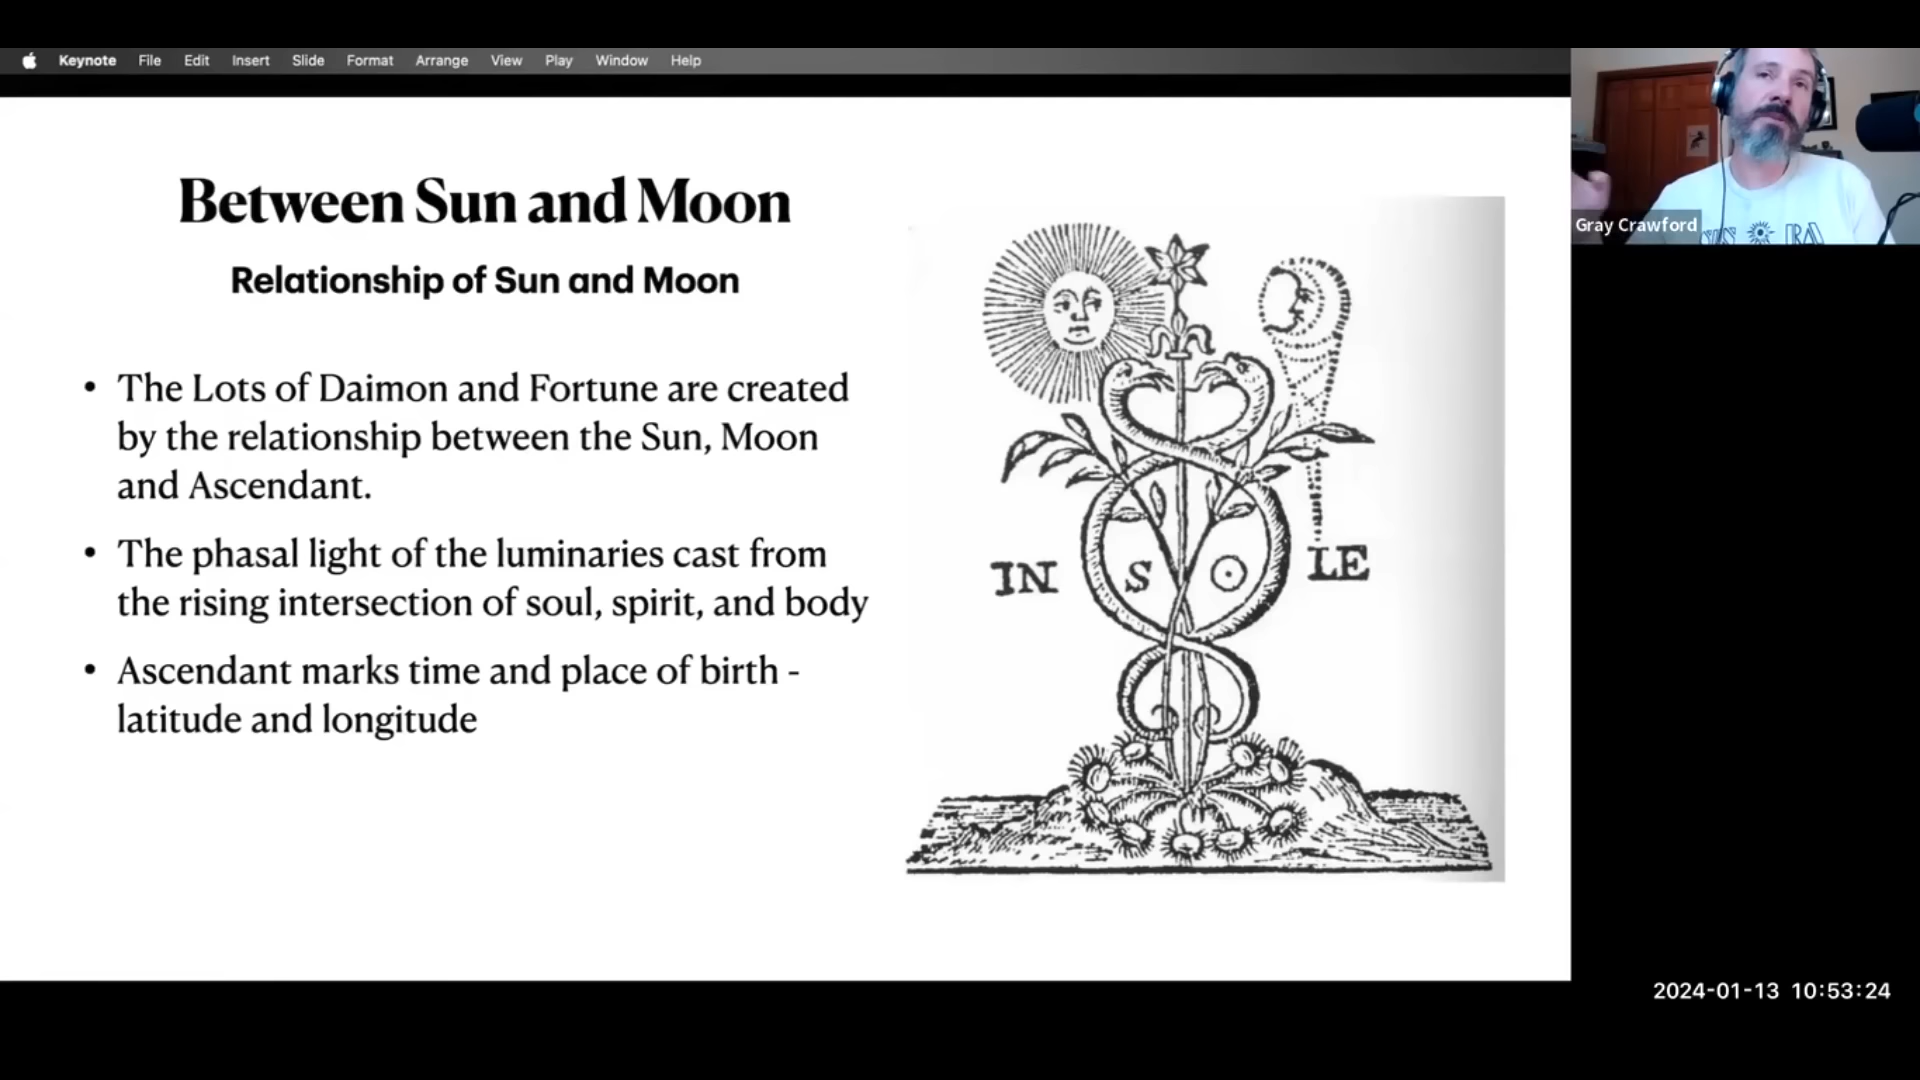 Keynote File Edit Insert Slide Format Arrange View Play Window Help
Between Sun and Moon
Relationship of Sun and Moon
• The Lots of Daimon and Fortune are created
by the relationship between the Sun, Moon
and Ascendant.
• The phasal light of the luminaries cast from
the rising intersection of soul, spirit, and body
• Ascendant marks time and place of birth -
latitude and longitude
IN S ☉ LE
Gray Crawford
2024-01-13 10:53:24